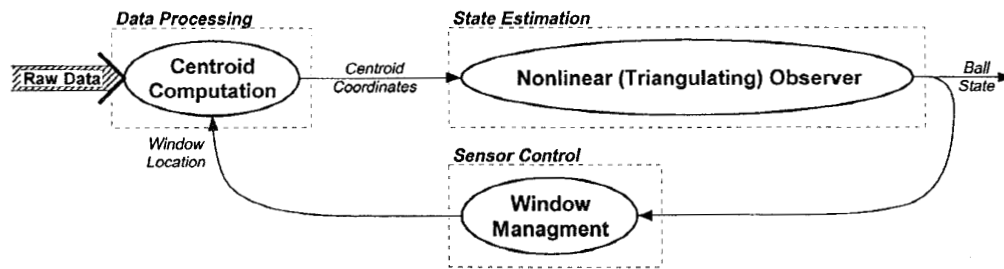 Data Processing
State Estimation
Raw Data
Centroid
Computation
Centroid
Coordinates
Nonlinear (Triangulating) Observer
Ball
State
Window
Location
Sensor Control
Window
Managment